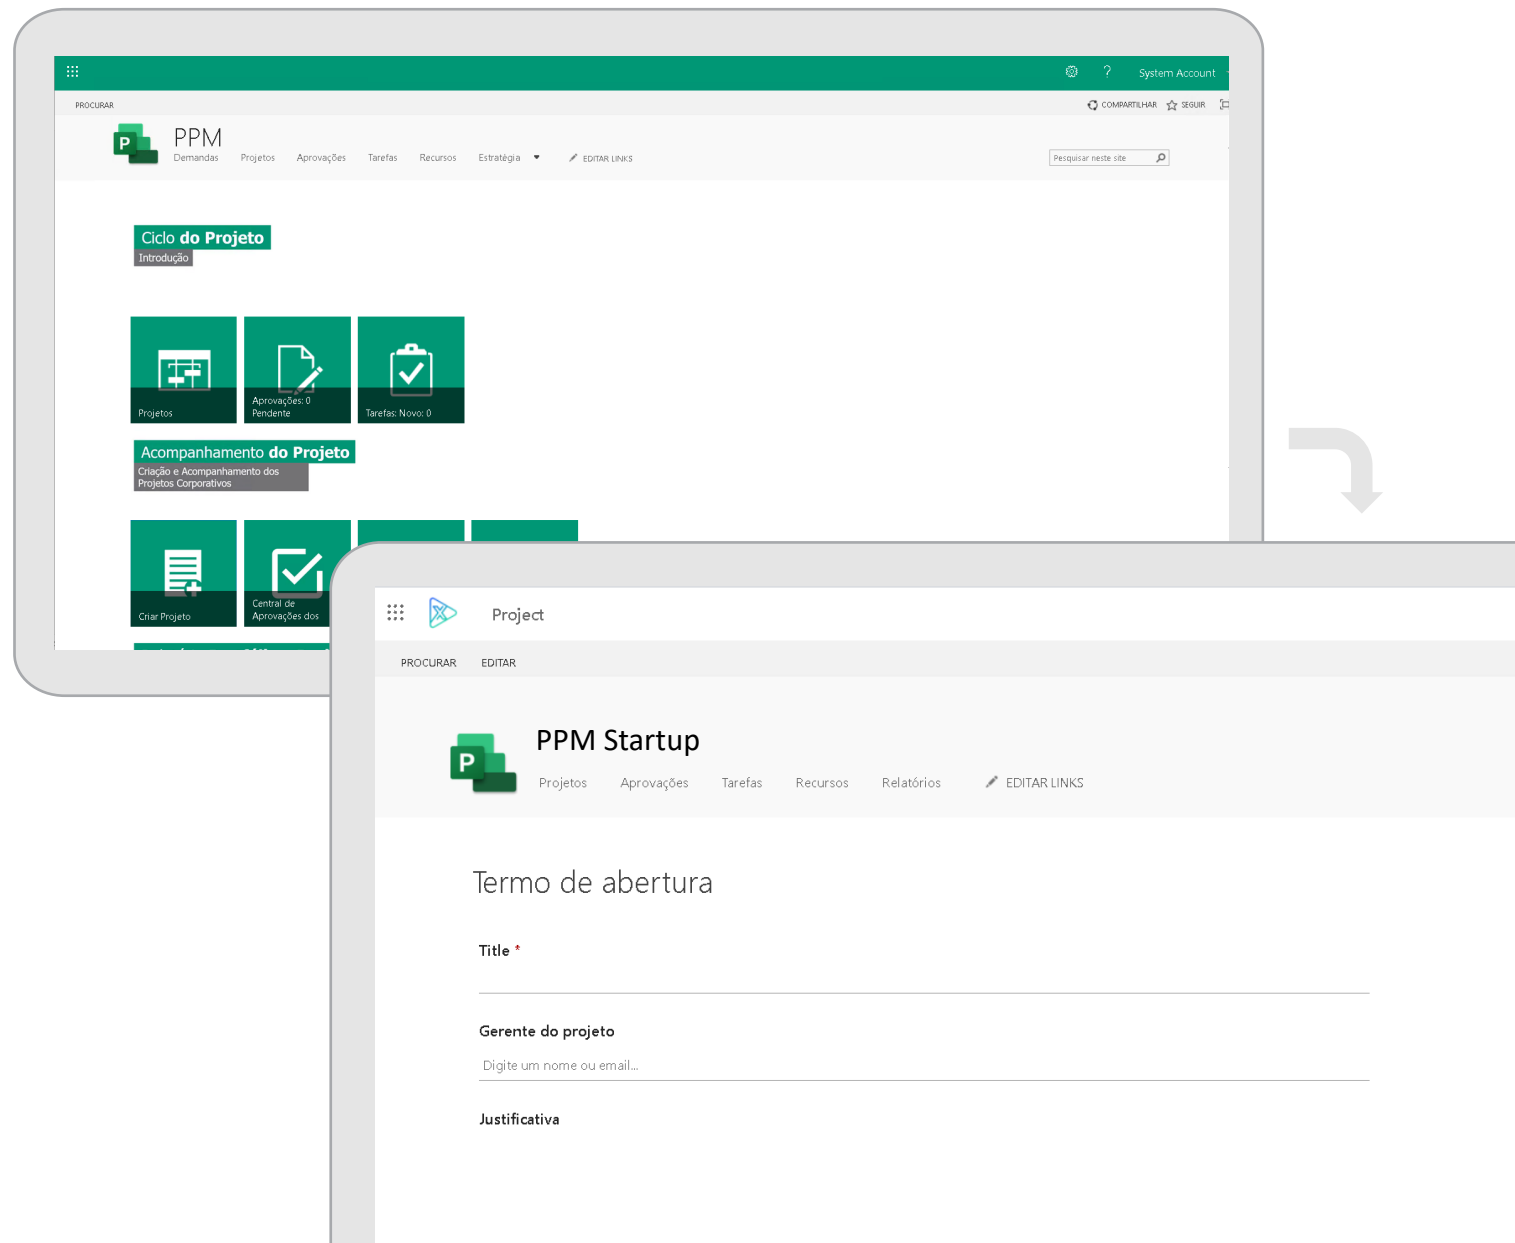 System Account
PROCURAR
COMPARTILHAR SEGUIR
P
PPM
Demandas Projetos Aprovações Tarefas Recursos Estratégia EDITAR LINKS
Pesquisar neste site
Ciclo do Projeto
Introdução
Projetos
Aprovações: 0
Pendente
Tarefas: Novo: 0
Acompanhamento do Projeto
Criação e Acompanhamento dos
Projetos Corporativos
Criar Projeto
Central de
Aprovações dos
Project
PROCURAR EDITAR
P
PPM Startup
Projetos Aprovações Tarefas Recursos Relatórios EDITAR LINKS
Termo de abertura
Title *
Gerente do projeto
Digite um nome ou email...
Justificativa